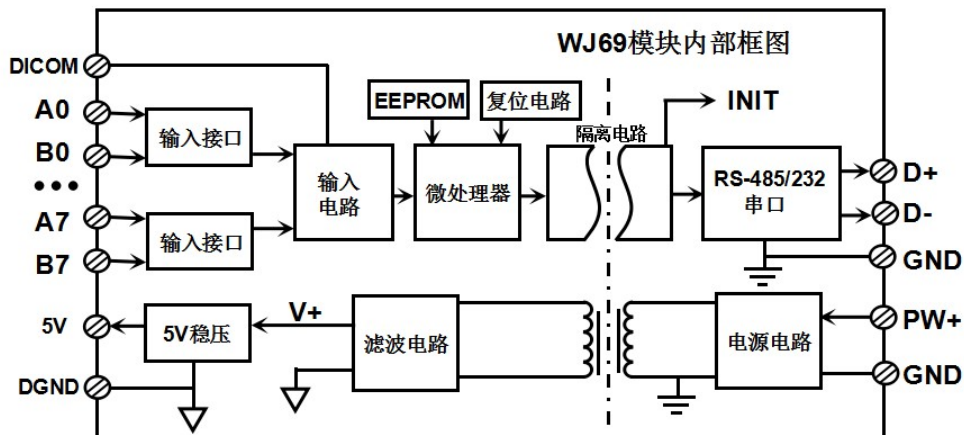 WJ69模块内部框图
DICOM
A0
B0
•••
A7
B7
5V
DGND
输入接口
输入接口
输入
电路
EEPROM
复位电路
微处理器
隔离电路
INIT
RS-485/232
串口
D+
D-
GND
5V稳压
V+
滤波电路
电源电路
PW+
GND